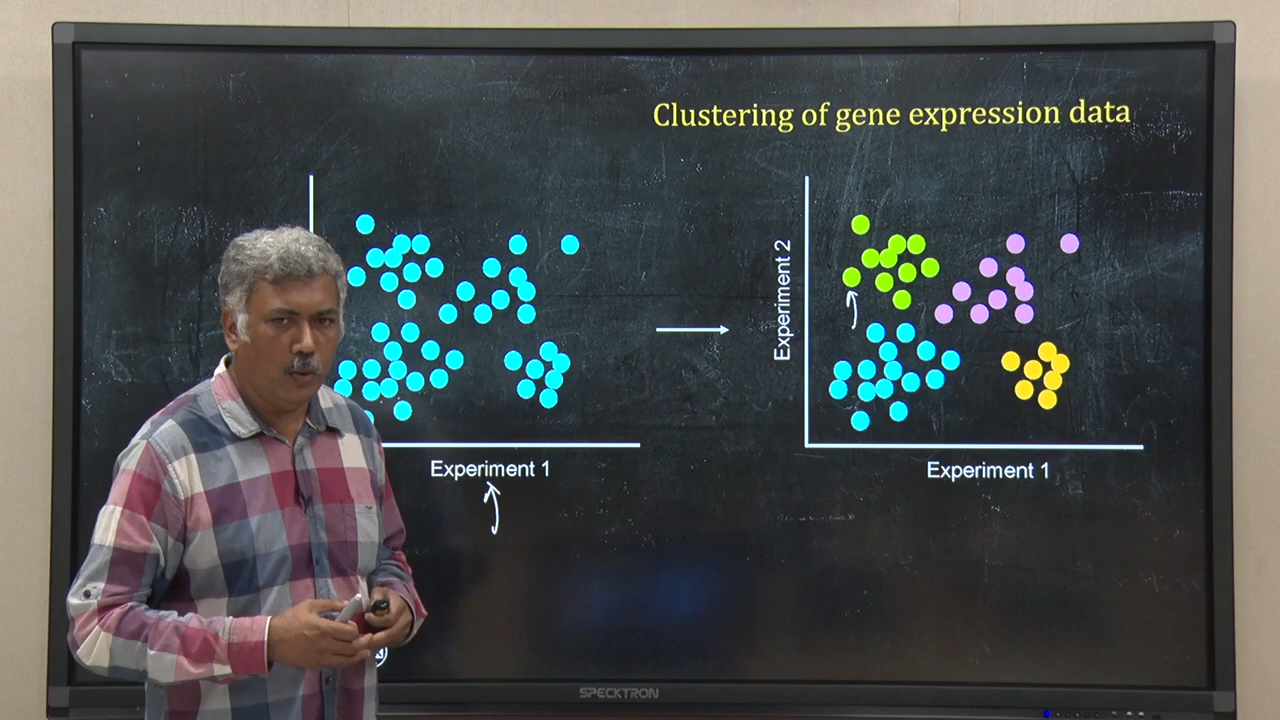 Clustering of gene expression data
Experiment 1
Experiment 2
Experiment 1
SPECKTRON